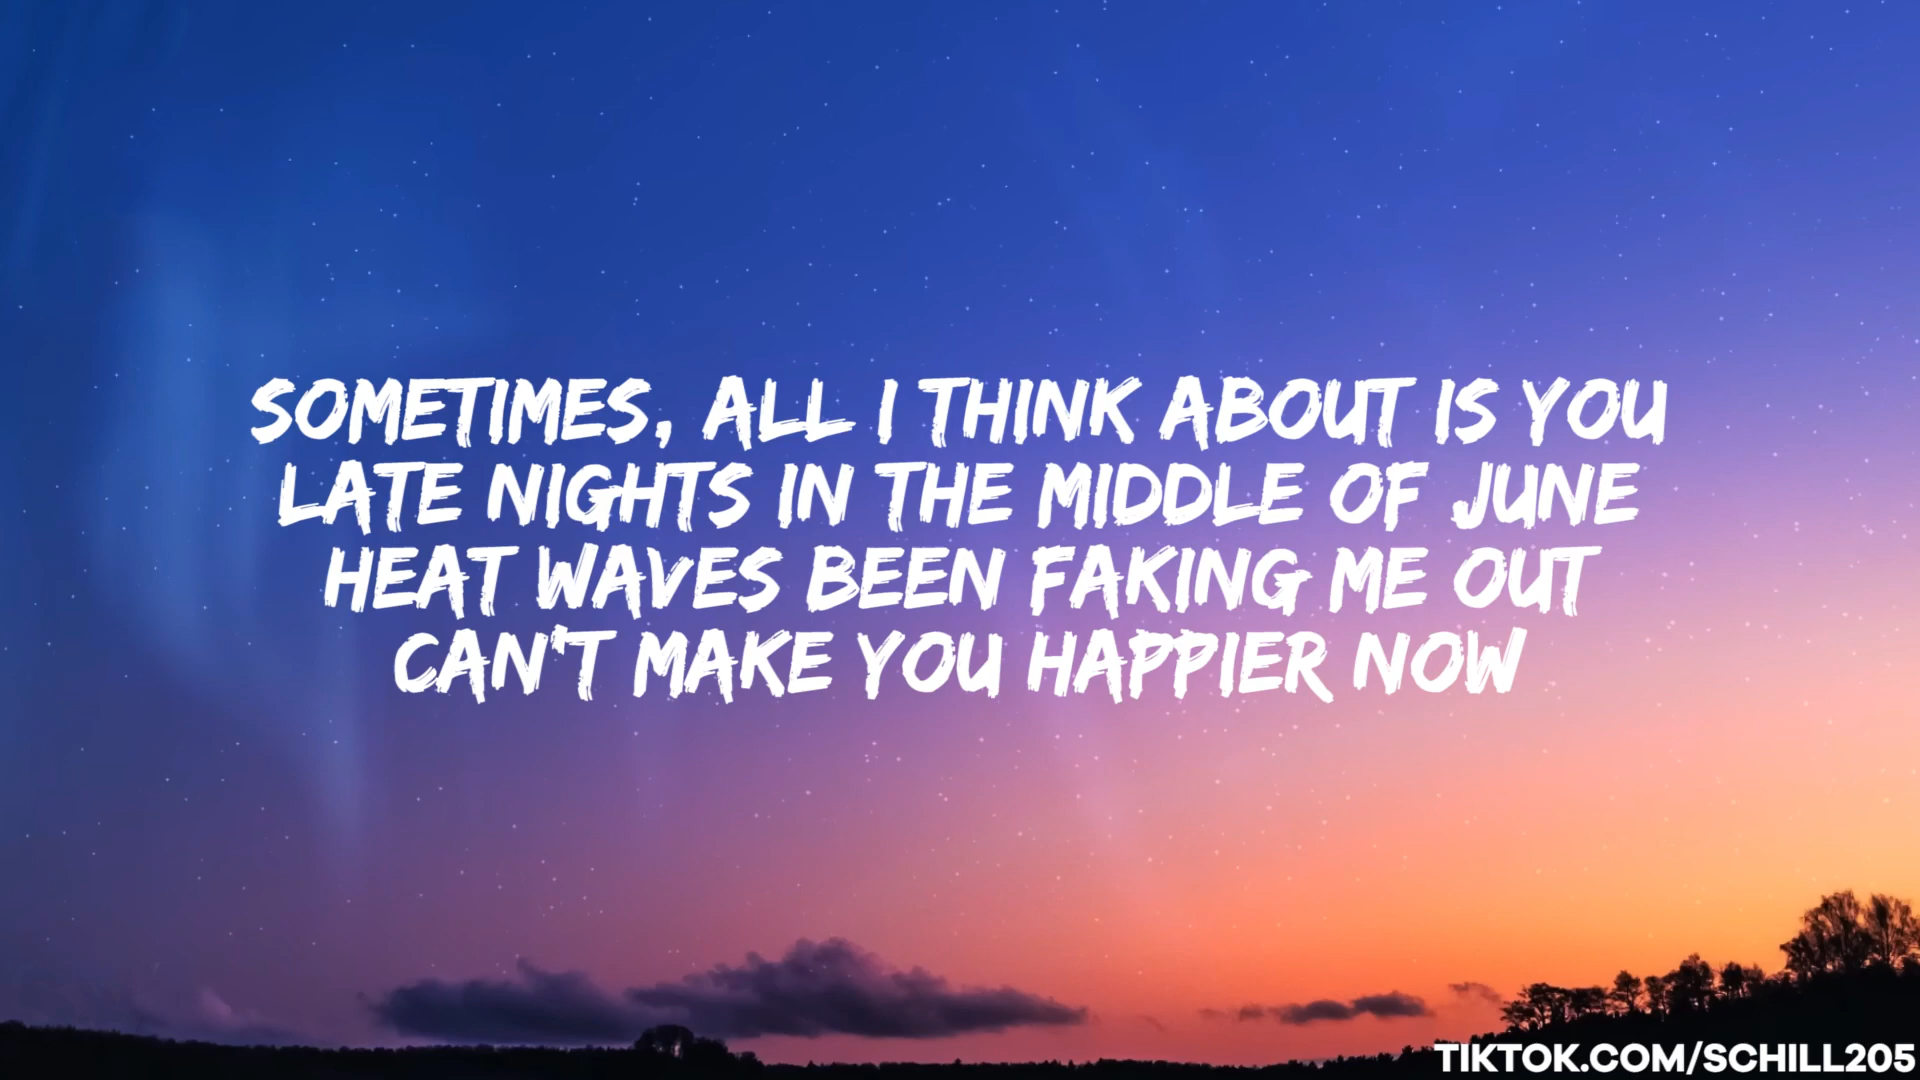 SOMETIMES, ALL I THINK ABOUT IS YOU
LATE NIGHTS IN THE MIDDLE OF JUNE
HEAT WAVES BEEN FAKING ME OUT
CAN'T MAKE YOU HAPPIER NOW
TIKTOK.COM/SCHILL205